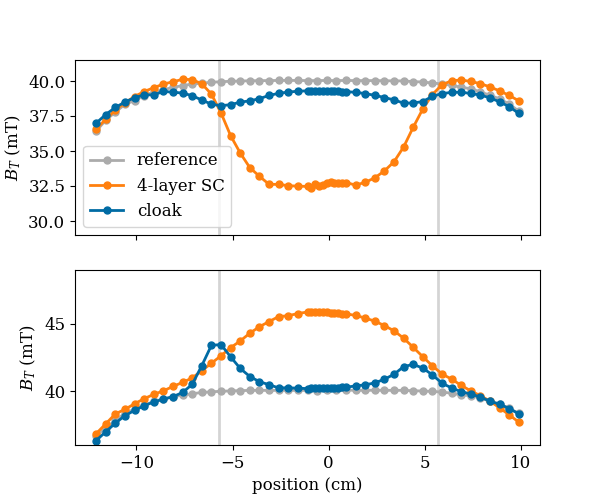 40.0
37.5
35.0
32.5
30.0
B_T (mT)
reference
4-layer SC
cloak
45
40
B_T (mT)
−10 −5 0 5 10
position (cm)